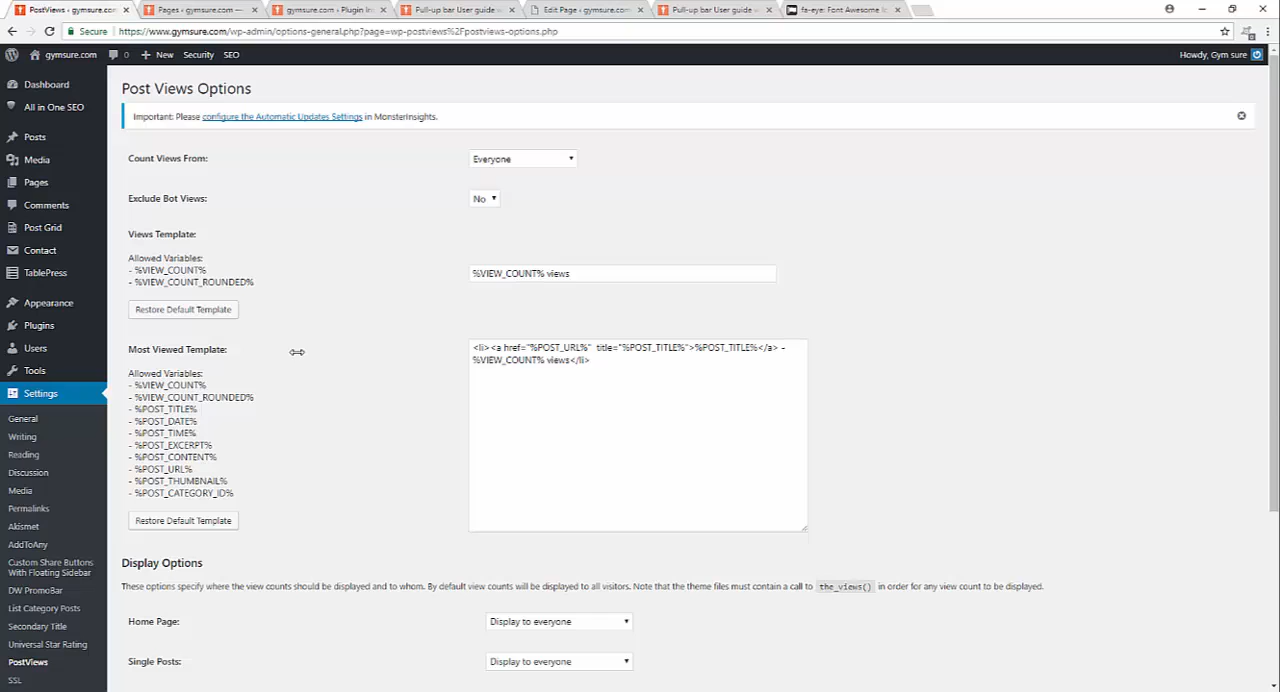 PostViews ‹ gymsure.c
Pages ‹ gymsure.com —
gymsure.com › Plugin In
Pull-up bar User guide
Edit Page ‹ gymsure.com
Pull-up bar User guide
fa-eye: Font Awesome Ic
Secure https://www.gymsure.com/wp-admin/options-general.php?page=wp-postviews%2Fpostviews-options.php
gymsure.com 0 + New Security SEO Howdy, Gym sure
Dashboard
All in One SEO
Posts
Media
Pages
Comments
Post Grid
Contact
TablePress
Appearance
Plugins
Users
Tools
Settings
General
Writing
Reading
Discussion
Media
Permalinks
Akismet
AddToAny
Custom Share Buttons
With Floating Sidebar
DW PromoBar
List Category Posts
Secondary Title
Universal Star Rating
PostViews
SSL
Post Views Options
Important: Please configure the Automatic Updates Settings in MonsterInsights.
Count Views From: Everyone
Exclude Bot Views: No
Views Template:
Allowed Variables:
- %VIEW_COUNT%
- %VIEW_COUNT_ROUNDED%
%VIEW_COUNT% views
Restore Default Template
Most Viewed Template:
Allowed Variables:
- %VIEW_COUNT%
- %VIEW_COUNT_ROUNDED%
- %POST_TITLE%
- %POST_DATE%
- %POST_TIME%
- %POST_EXCERPT%
- %POST_CONTENT%
- %POST_URL%
- %POST_THUMBNAIL%
- %POST_CATEGORY_ID%
<li><a href="%POST_URL%" title="%POST_TITLE%">%POST_TITLE%</a> -
%VIEW_COUNT% views</li>
Restore Default Template
Display Options
These options specify where the view counts should be displayed and to whom. By default view counts will be displayed to all visitors. Note that the theme files must contain a call to the_views() in order for any view count to be displayed.
Home Page: Display to everyone
Single Posts: Display to everyone